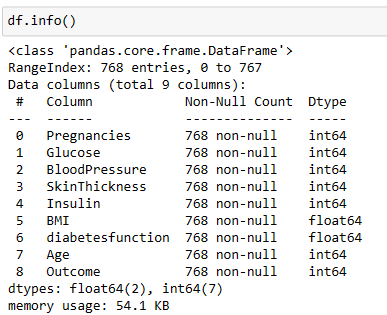 df.info()
<class 'pandas.core.frame.DataFrame'>
RangeIndex: 768 entries, 0 to 767
Data columns (total 9 columns):
 #   Column            Non-Null Count  Dtype
---  ------            --------------  -----
 0   Pregnancies       768 non-null    int64
 1   Glucose           768 non-null    int64
 2   BloodPressure     768 non-null    int64
 3   SkinThickness     768 non-null    int64
 4   Insulin           768 non-null    int64
 5   BMI               768 non-null    float64
 6   diabetesfunction  768 non-null    float64
 7   Age               768 non-null    int64
 8   Outcome           768 non-null    int64
dtypes: float64(2), int64(7)
memory usage: 54.1 KB